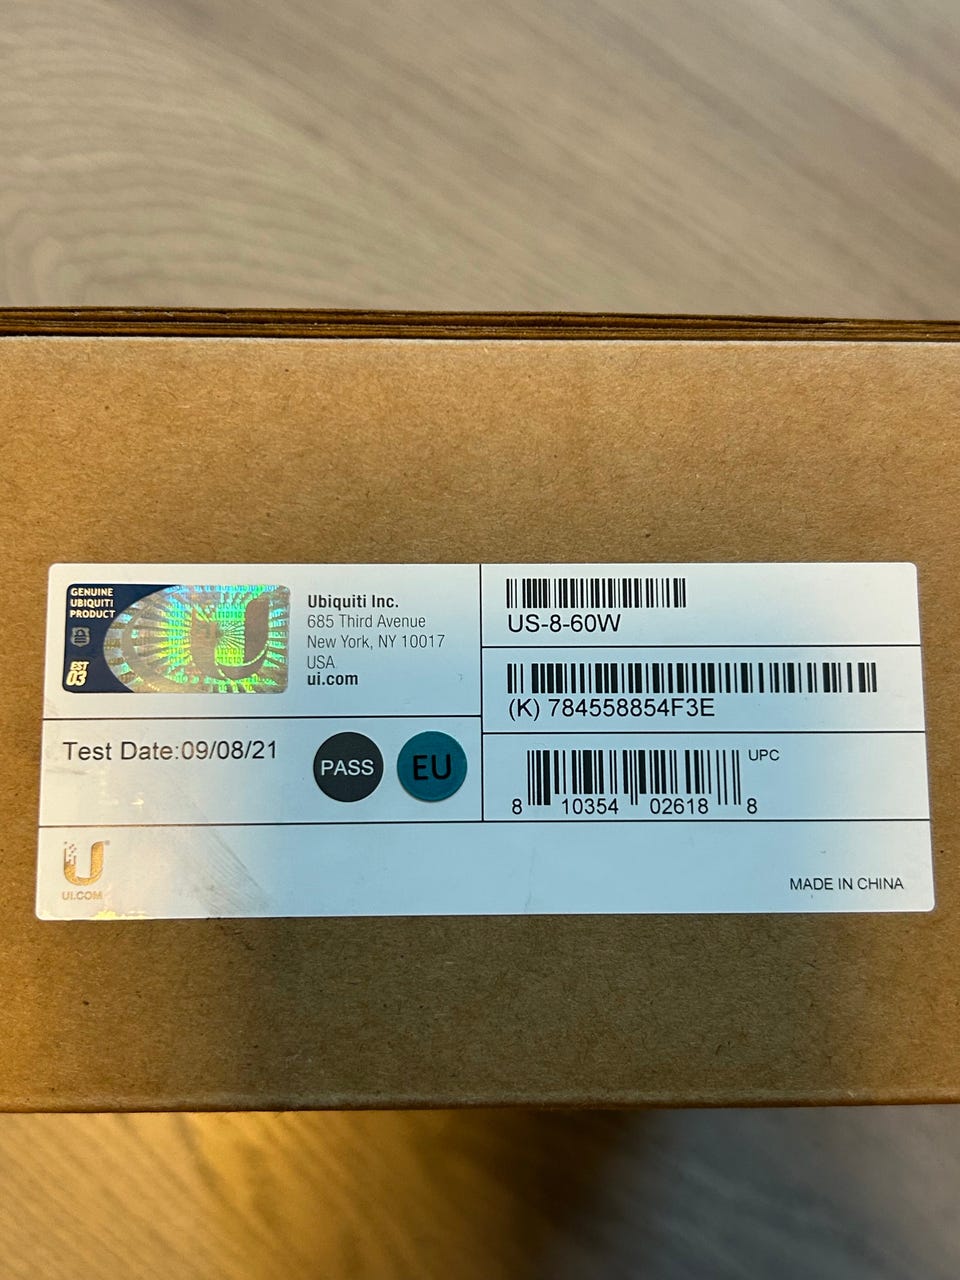 GENUINE
UBIQUITI
PRODUCT
EST
03
Ubiquiti Inc.
685 Third Avenue
New York, NY 10017
USA
ui.com
US-8-60W
(K) 784558854F3E
Test Date:09/08/21
PASS
EU
UPC
8 10354 02618 8
UI.COM
MADE IN CHINA